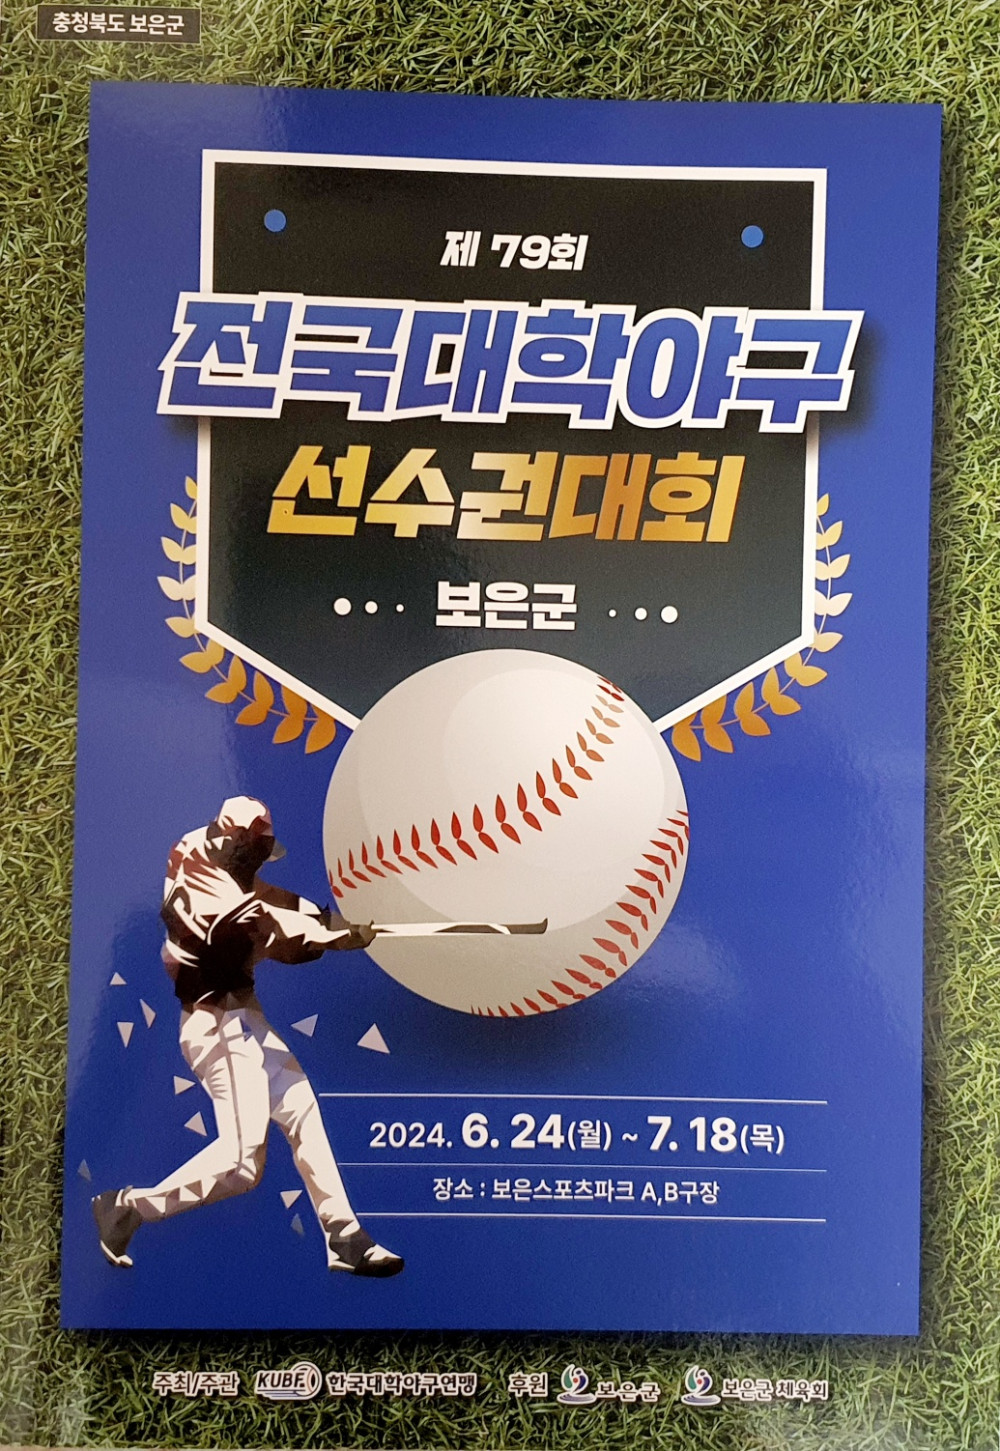 충청북도 보은군
제 79회
전국대학야구
선수권대회
보은군
2024. 6. 24(월) ~ 7. 18(목)
장소 : 보은스포츠파크 A,B구장
주최/주관 KUBF 한국대학야구연맹 후원 보은군 보은군체육회